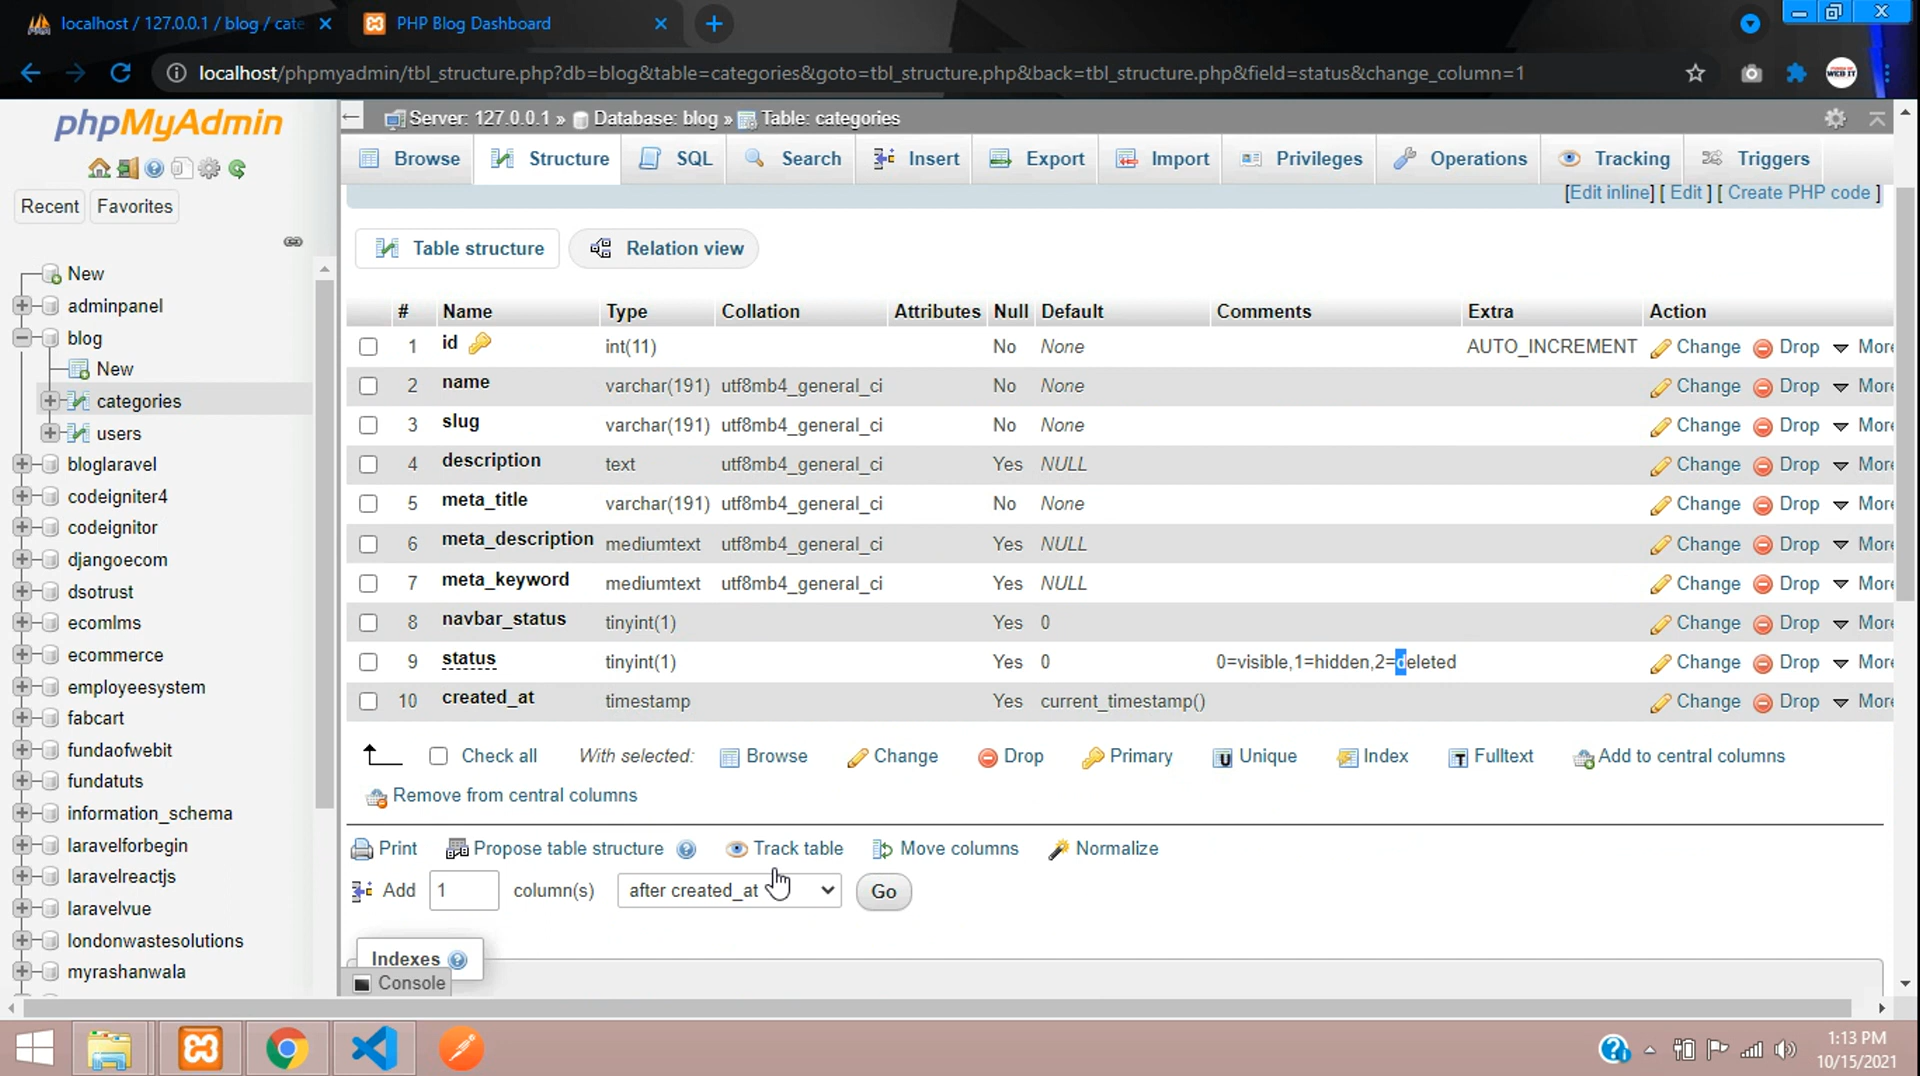 localhost / 127.0.0.1 / blog / cate
PHP Blog Dashboard
localhost/phpmyadmin/tbl_structure.php?db=blog&table=categories&goto=tbl_structure.php&back=tbl_structure.php&field=status&change_column=1
phpMyAdmin
Recent Favorites
New
adminpanel
blog
New
categories
users
bloglaravel
codeigniter4
codeignitor
djangoecom
dsotrust
ecomlms
ecommerce
employeesystem
fabcart
fundaofwebit
fundatuts
information_schema
laravelforbegin
laravelreactjs
laravelvue
londonwastesolutions
myrashanwala
Server: 127.0.0.1 » Database: blog » Table: categories
Browse Structure SQL Search Insert Export Import Privileges Operations Tracking Triggers
[Edit inline] [ Edit ] [ Create PHP code ]
Table structure Relation view
# Name Type Collation Attributes Null Default Comments Extra Action
1 id int(11) No None AUTO_INCREMENT Change Drop More
2 name varchar(191) utf8mb4_general_ci No None Change Drop More
3 slug varchar(191) utf8mb4_general_ci No None Change Drop More
4 description text utf8mb4_general_ci Yes NULL Change Drop More
5 meta_title varchar(191) utf8mb4_general_ci No None Change Drop More
6 meta_description mediumtext utf8mb4_general_ci Yes NULL Change Drop More
7 meta_keyword mediumtext utf8mb4_general_ci Yes NULL Change Drop More
8 navbar_status tinyint(1) Yes 0 Change Drop More
9 status tinyint(1) Yes 0 0=visible,1=hidden,2=deleted Change Drop More
10 created_at timestamp Yes current_timestamp() Change Drop More
Check all With selected: Browse Change Drop Primary Unique Index Fulltext Add to central columns
Remove from central columns
Print Propose table structure Track table Move columns Normalize
Add 1 column(s) after created_at Go
Indexes
Console
1:13 PM
10/15/2021